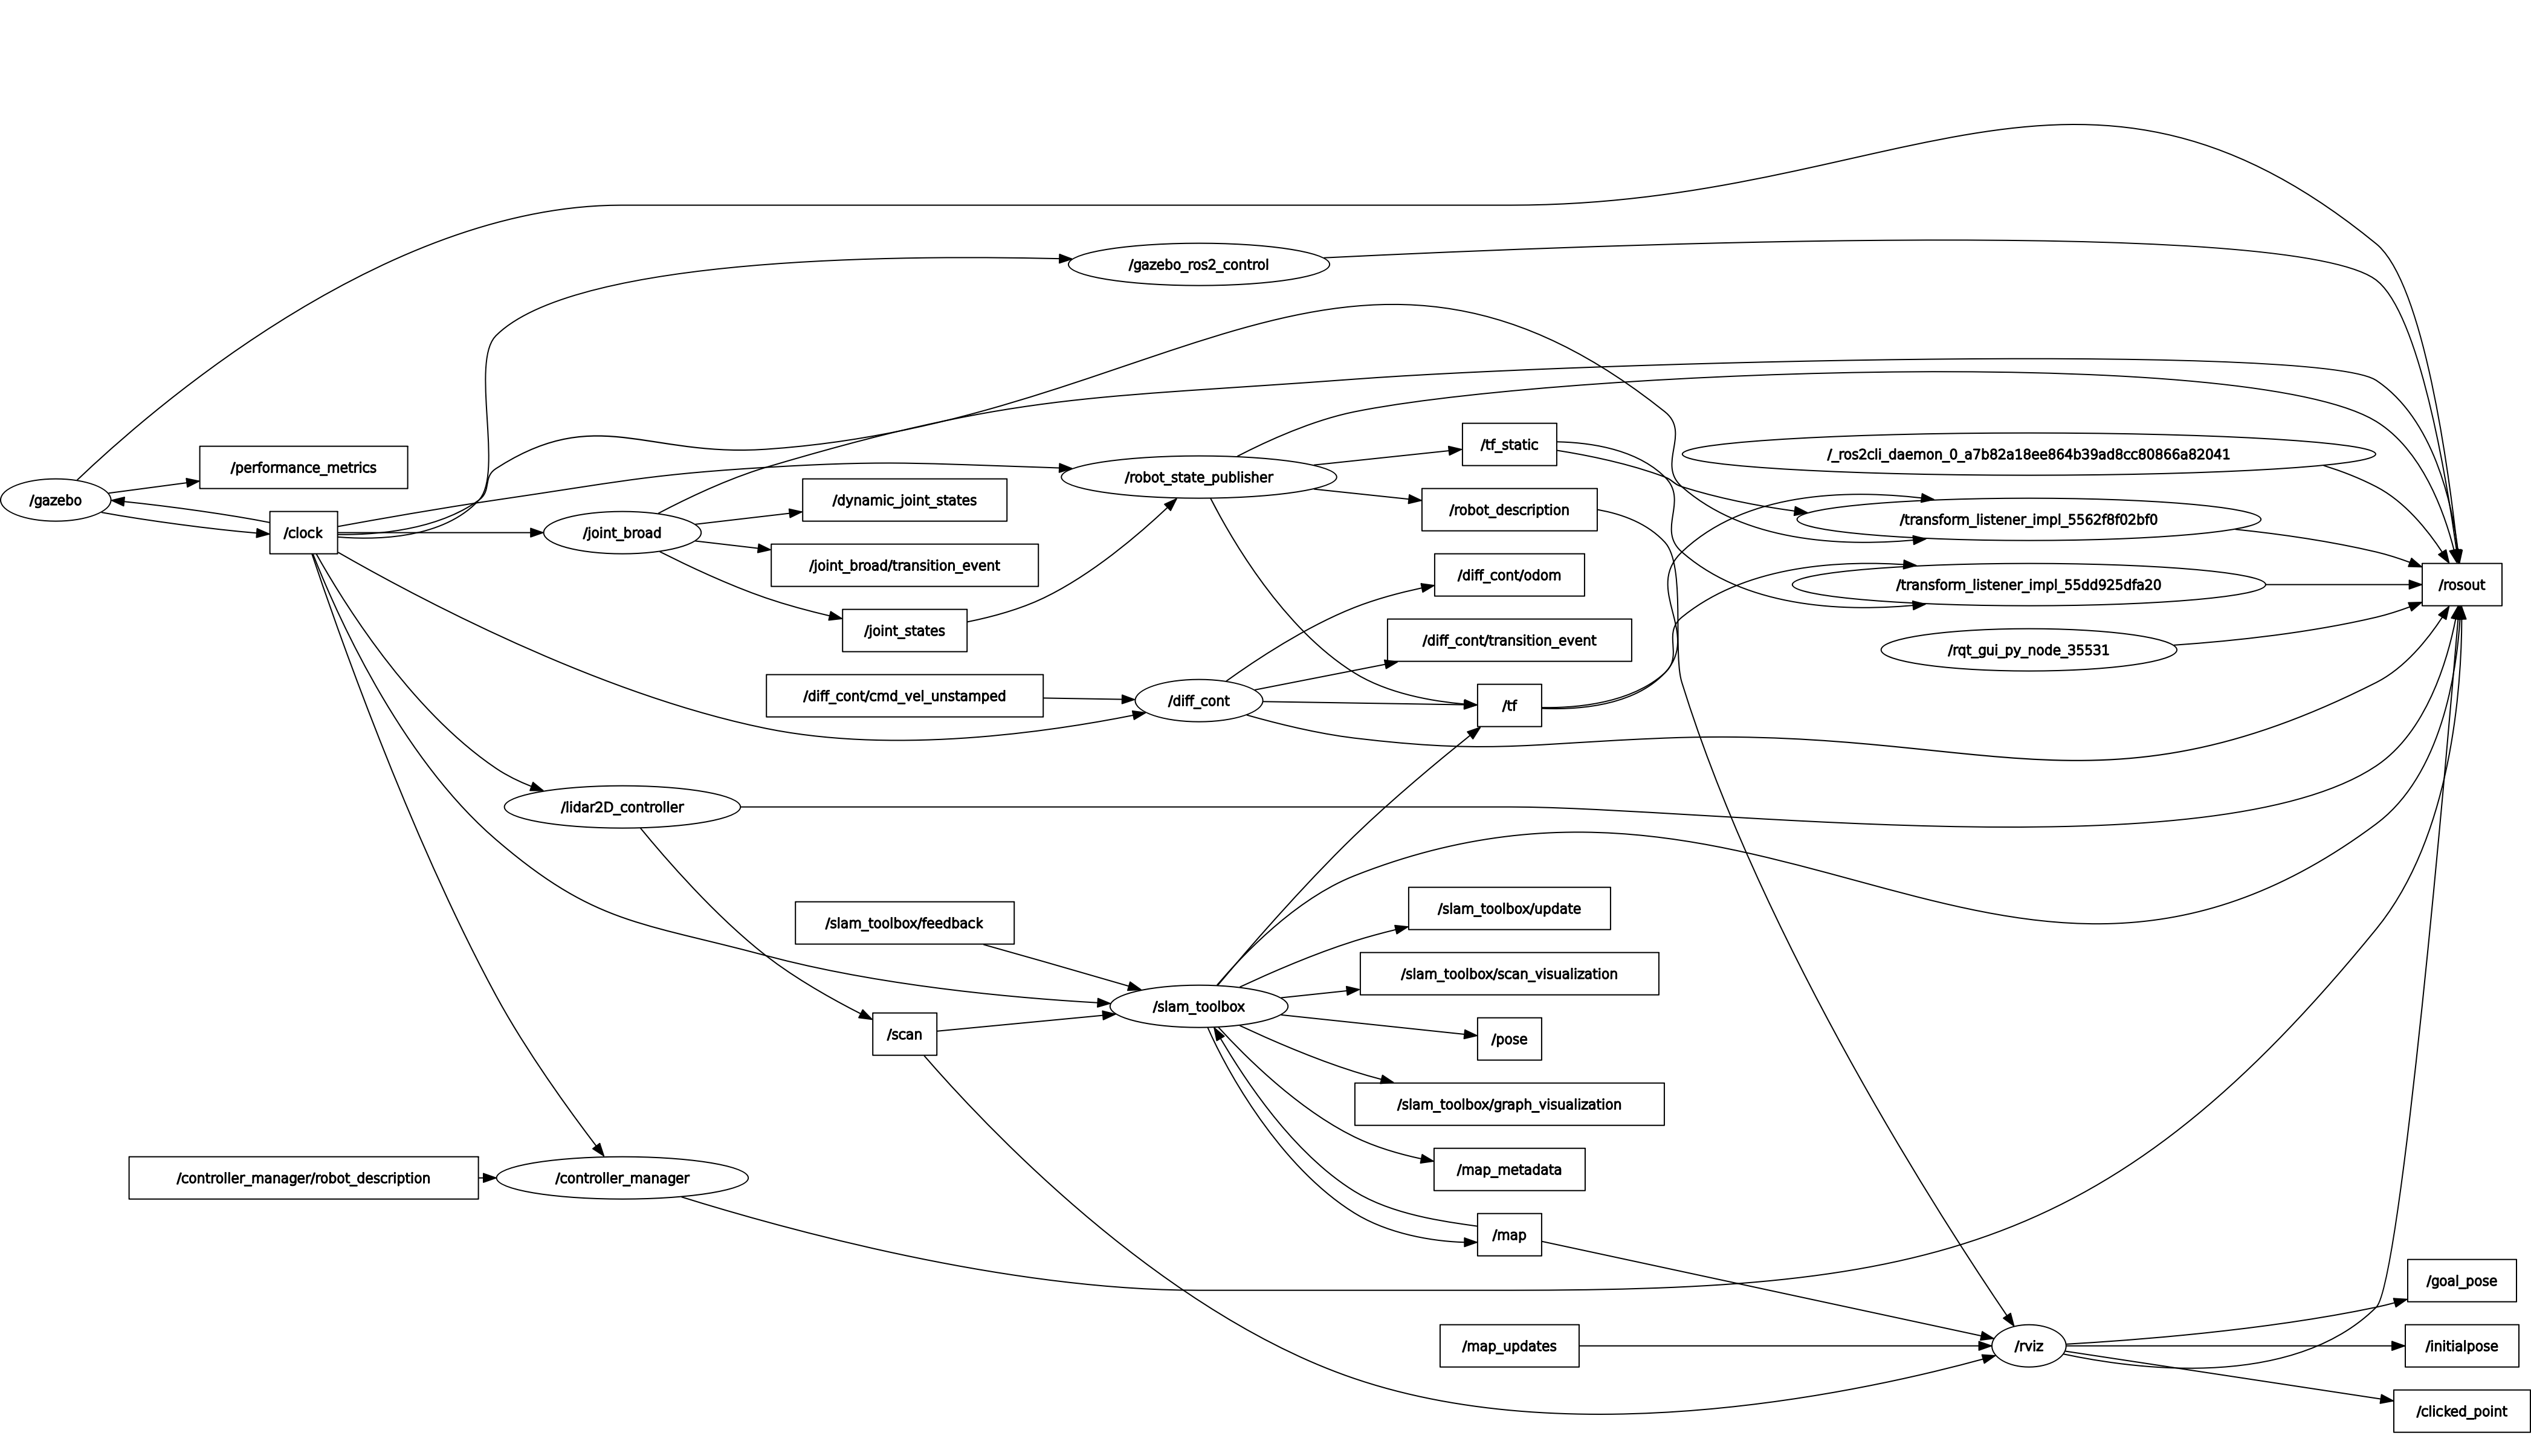 /gazebo
/performance_metrics
/clock
/controller_manager/robot_description
/joint_broad
/lidar2D_controller
/controller_manager
/dynamic_joint_states
/joint_broad/transition_event
/joint_states
/diff_cont/cmd_vel_unstamped
/slam_toolbox/feedback
/scan
/gazebo_ros2_control
/robot_state_publisher
/diff_cont
/slam_toolbox
/tf_static
/robot_description
/diff_cont/odom
/diff_cont/transition_event
/tf
/slam_toolbox/update
/slam_toolbox/scan_visualization
/pose
/slam_toolbox/graph_visualization
/map_metadata
/map
/map_updates
/_ros2cli_daemon_0_a7b82a18ee864b39ad8cc80866a82041
/transform_listener_impl_5562f8f02bf0
/transform_listener_impl_55dd925dfa20
/rqt_gui_py_node_35531
/rviz
/rosout
/goal_pose
/initialpose
/clicked_point